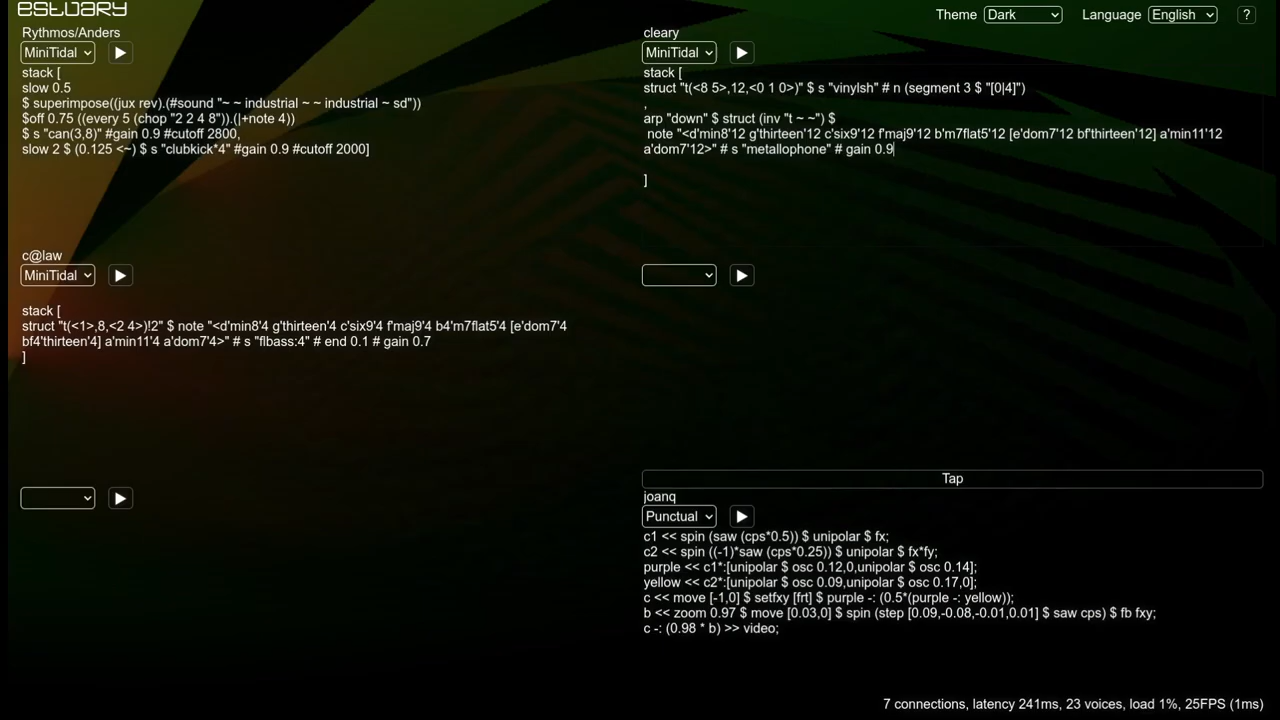 estuary
Theme Dark Language English ?
Rythmos/Anders
MiniTidal
stack [
slow 0.5
$ superimpose((jux rev).(#sound "~ ~ industrial ~ ~ industrial ~ sd"))
$off 0.75 ((every 5 (chop "2 2 4 8")).(|+note 4))
$ s "can(3,8)" #gain 0.9 #cutoff 2800,
slow 2 $ (0.125 <~) $ s "clubkick*4" #gain 0.9 #cutoff 2000]
cleary
MiniTidal
stack [
struct "t(<8 5>,12,<0 1 0>)" $ s "vinylsh" # n (segment 3 $ "[0|4]")
,
arp "down" $ struct (inv "t ~ ~") $
note "<d'min8'12 g'thirteen'12 c'six9'12 f'maj9'12 b'm7flat5'12 [e'dom7'12 bf'thirteen'12] a'min11'12
a'dom7'12>" # s "metallophone" # gain 0.9
]
c@law
MiniTidal
stack [
struct "t(<1>,8,<2 4>)!2" $ note "<d'min8'4 g'thirteen'4 c'six9'4 f'maj9'4 b4'm7flat5'4 [e'dom7'4
bf4'thirteen'4] a'min11'4 a'dom7'4>" # s "flbass:4" # end 0.1 # gain 0.7
]
Tap
joanq
Punctual
c1 << spin (saw (cps*0.5)) $ unipolar $ fx;
c2 << spin ((-1)*saw (cps*0.25)) $ unipolar $ fx*fy;
purple << c1*:[unipolar $ osc 0.12,0,unipolar $ osc 0.14];
yellow << c2*:[unipolar $ osc 0.09,unipolar $ osc 0.17,0];
c << move [-1,0] $ setfxy [frt] $ purple -: (0.5*(purple -: yellow));
b << zoom 0.97 $ move [0.03,0] $ spin (step [0.09,-0.08,-0.01,0.01] $ saw cps) $ fb fxy;
c -: (0.98 * b) >> video;
7 connections, latency 241ms, 23 voices, load 1%, 25FPS (1ms)